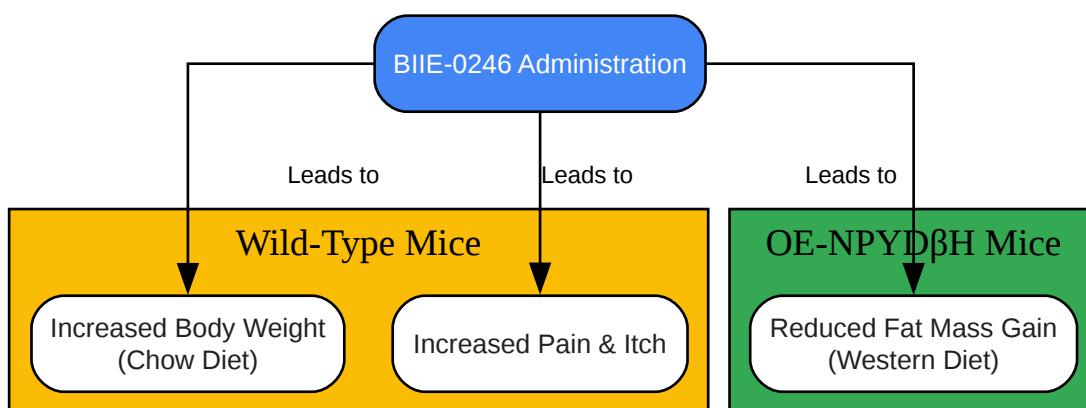 BIIE-0246 Administration
Leads to
Leads to
Leads to
Wild-Type Mice
OE-NPYDβH Mice
Increased Body Weight
(Chow Diet)
Increased Pain & Itch
Reduced Fat Mass Gain
(Western Diet)